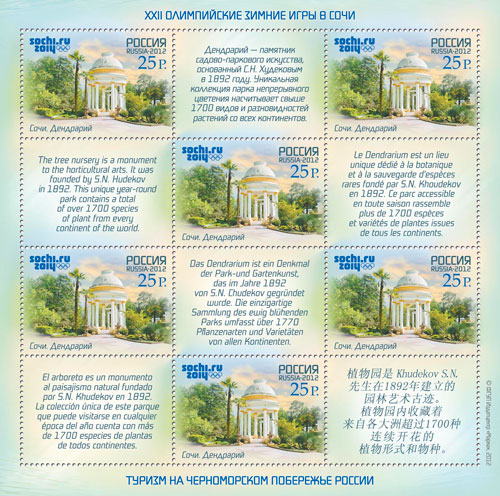 XXII ОЛИМПИЙСКИЕ ЗИМНИЕ ИГРЫ В СОЧИ
sochi.ru
2014
РОССИЯ
RUSSIA•2012
25 Р.
Сочи. Дендрарий
Дендрарий – памятник
садово-паркового искусства,
основанный С.Н. Худековым
в 1892 году. Уникальная
коллекция парка непрерывного
цветения насчитывает свыше
1700 видов и разновидностей
растений со всех континентов.
sochi.ru
2014
РОССИЯ
RUSSIA•2012
25 Р.
Сочи. Дендрарий
The tree nursery is a monument
to the horticultural arts. It was
founded by S.N. Hudekov
in 1892. This unique year-round
park contains a total
of over 1700 species
of plant from every
continent of the world.
sochi.ru
2014
РОССИЯ
RUSSIA•2012
25 Р.
Сочи. Дендрарий
Le Dendrarium est un lieu
unique dédié à la botanique
et à la sauvegarde d'espèces
rares fondé par S.N. Khoudekov
en 1892. Ce parc accessible
en toute saison rassemble
plus de 1700 espèces
et variétés de plantes issues
de tous les continents.
sochi.ru
2014
РОССИЯ
RUSSIA•2012
25 Р.
Сочи. Дендрарий
Das Dendrarium ist ein Denkmal
der Park-und Gartenkunst,
das im Jahre 1892
von S.N. Chudekov gegründet
wurde. Die einzigartige
Sammlung des ewig blühenden
Parks umfasst über 1770
Pflanzenarten und Varietäten
von allen Kontinenten.
sochi.ru
2014
РОССИЯ
RUSSIA•2012
25 Р.
Сочи. Дендрарий
El arboreto es un monumento
al paisajismo natural fundado
por S.N. Khudekov en 1892.
La colección única de este parque
que puede visitarse en cualquier
época del año cuenta con más
de 1700 especies de plantas
de todos continentes.
sochi.ru
2014
РОССИЯ
RUSSIA•2012
25 Р.
Сочи. Дендрарий
植物园是 Khudekov S.N.
先生在1892年建立的
园林艺术古迹。
植物园内收藏着
来自各大洲超过1700种
连续开花的
植物形式和物种。
2012
ТУРИЗМ НА ЧЕРНОМОРСКОМ ПОБЕРЕЖЬЕ РОССИИ